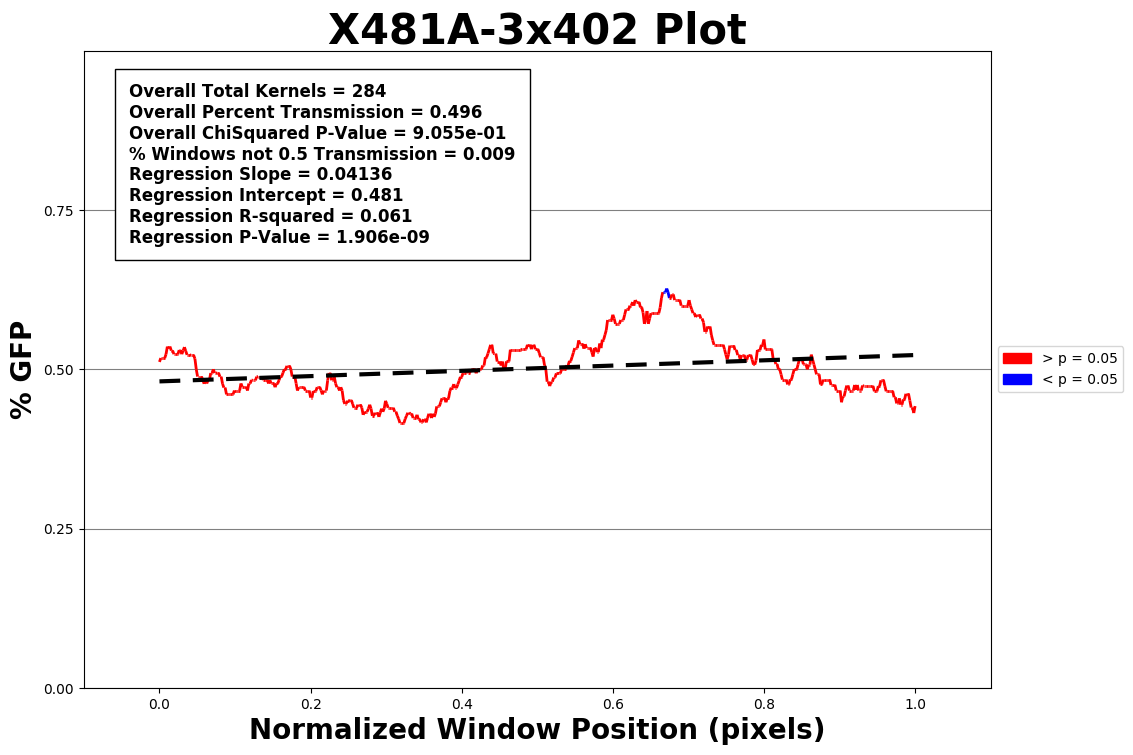 X481A-3x402 Plot
Overall Total Kernels = 284
Overall Percent Transmission = 0.496
Overall ChiSquared P-Value = 9.055e-01
% Windows not 0.5 Transmission = 0.009
Regression Slope = 0.04136
Regression Intercept = 0.481
Regression R-squared = 0.061
Regression P-Value = 1.906e-09
% GFP
0.75
0.50
0.25
0.00
> p = 0.05
< p = 0.05
0.0 0.2 0.4 0.6 0.8 1.0
Normalized Window Position (pixels)